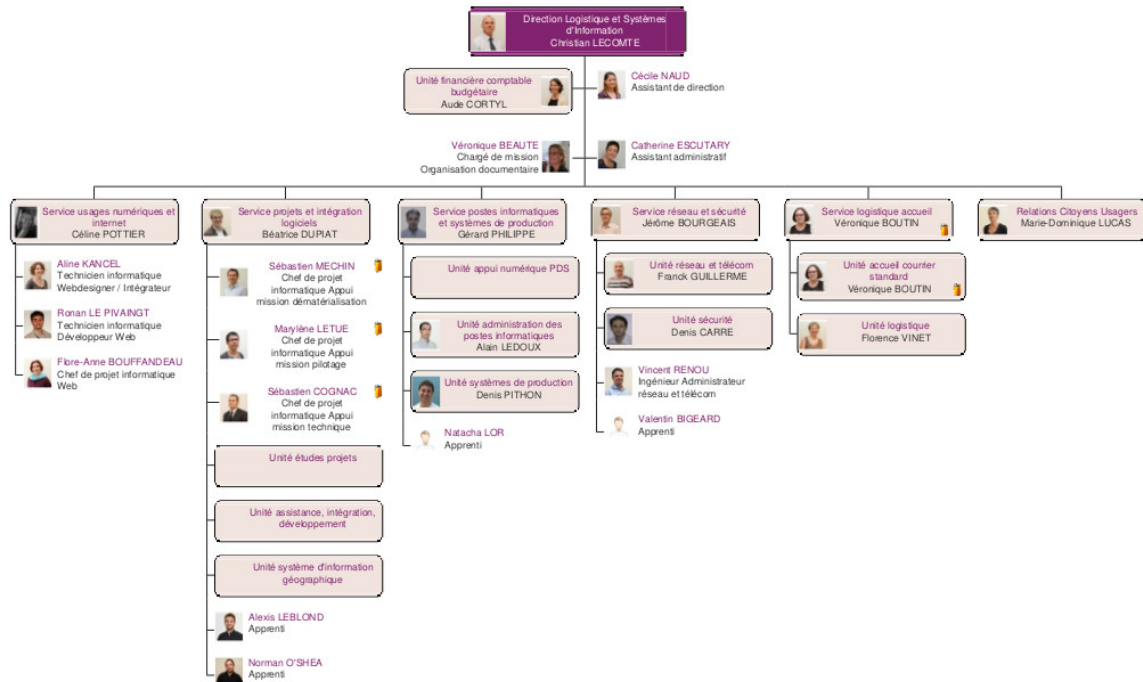 Direction Logistique et Systèmes
d'Information
Christian LECOMTE
Unité financière comptable
budgétaire
Aude CORTYL
Cécile NAUD
Assistant de direction
Véronique BEAUTE
Chargé de mission
Organisation documentaire
Catherine ESCUTARY
Assistant administratif
Service usages numériques et
internet
Céline POTTIER
Aline KANCEL
Technicien informatique
Webdesigner / Intégrateur
Ronan LE PIVAINGT
Technicien informatique
Développeur Web
Flore-Anne BOUFFANDEAU
Chef de projet informatique
Web
Service projets et intégration
logiciels
Béatrice DUPIAT
Sébastien MECHIN
Chef de projet
informatique Appui
mission dématérialisation
Marylène LETUE
Chef de projet
informatique Appui
mission pilotage
Sébastien COGNAC
Chef de projet
informatique Appui
mission technique
Unité études projets
Unité assistance, intégration,
développement
Unité système d'information
géographique
Alexis LEBLOND
Apprenti
Norman O'SHEA
Apprenti
Service postes informatiques
et systèmes de production
Gérard PHILIPPE
Unité appui numérique PDS
Unité administration des
postes informatiques
Alain LEDOUX
Unité systèmes de production
Denis PITHON
Natacha LOR
Apprenti
Service réseau et sécurité
Jérôme BOURGEAIS
Unité réseau et télécom
Franck GUILLERME
Unité sécurité
Denis CARRE
Vincent RENOU
Ingénieur Administrateur
réseau et télécom
Valentin BIGEARD
Apprenti
Service logistique accueil
Véronique BOUTIN
Unité accueil courrier
standard
Véronique BOUTIN
Unité logistique
Florence VINET
Relations Citoyens Usagers
Marie-Dominique LUCAS